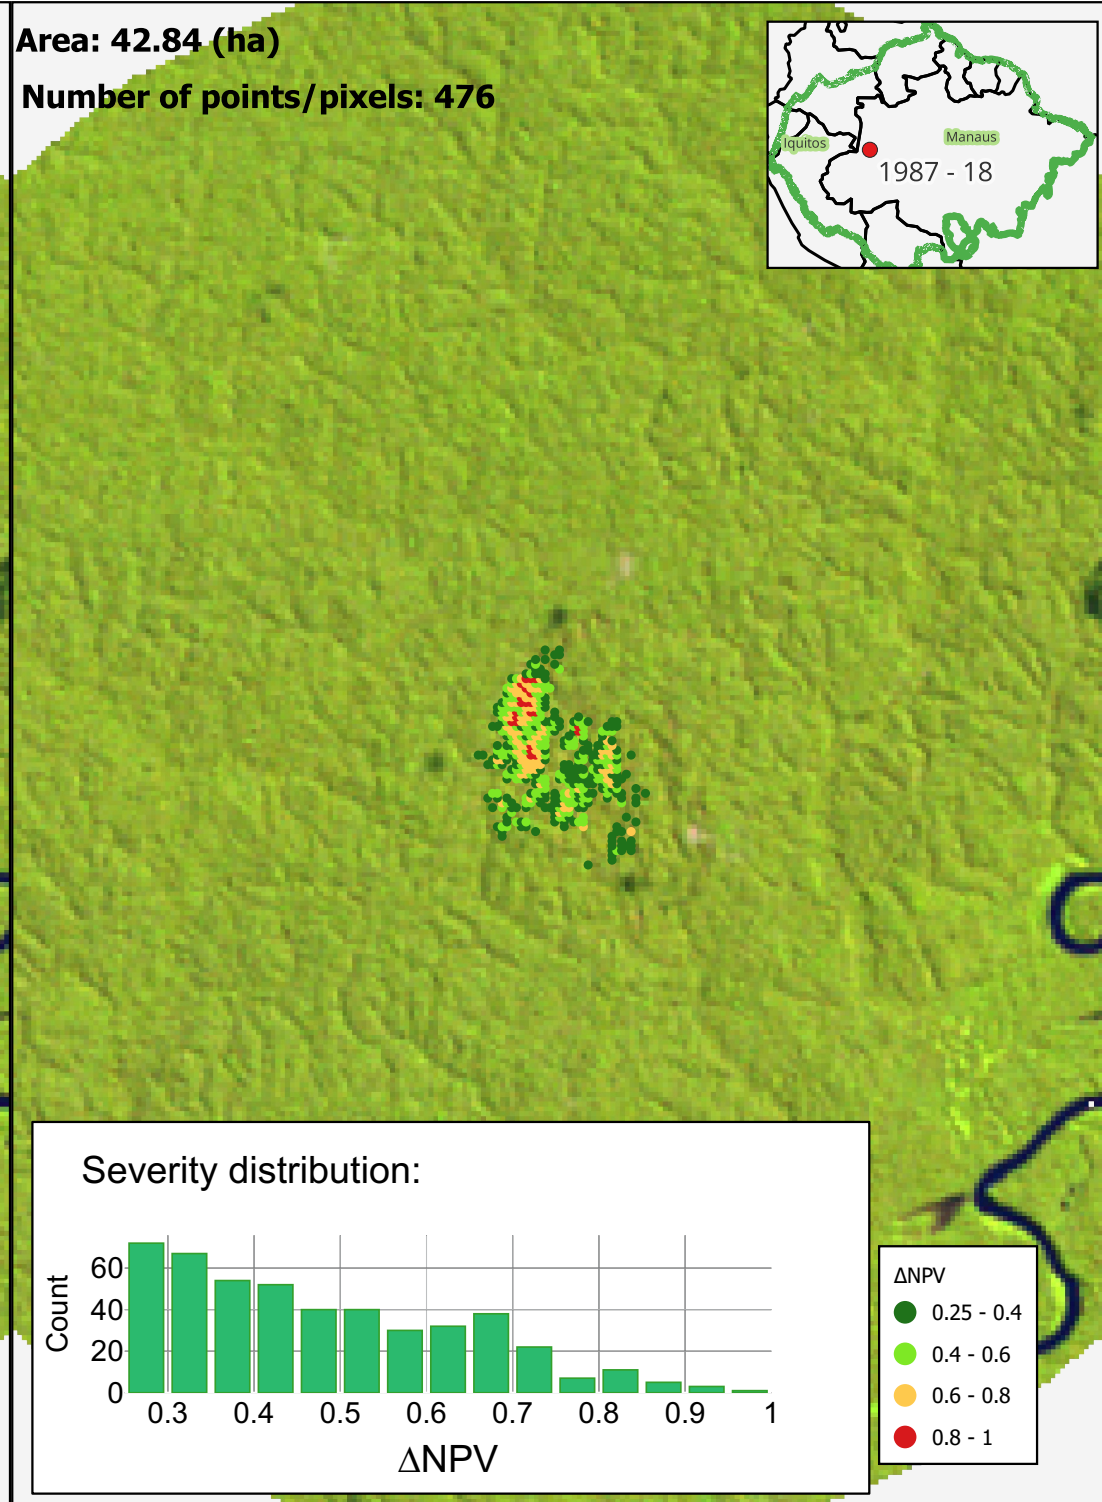 Area: 42.84 (ha)
Number of points/pixels: 476
Iquitos
Manaus
1987 - 18
Severity distribution:
Count
60
40
20
0
0.3 0.4 0.5 0.6 0.7 0.8 0.9 1
ΔNPV
ΔNPV
0.25 - 0.4
0.4 - 0.6
0.6 - 0.8
0.8 - 1